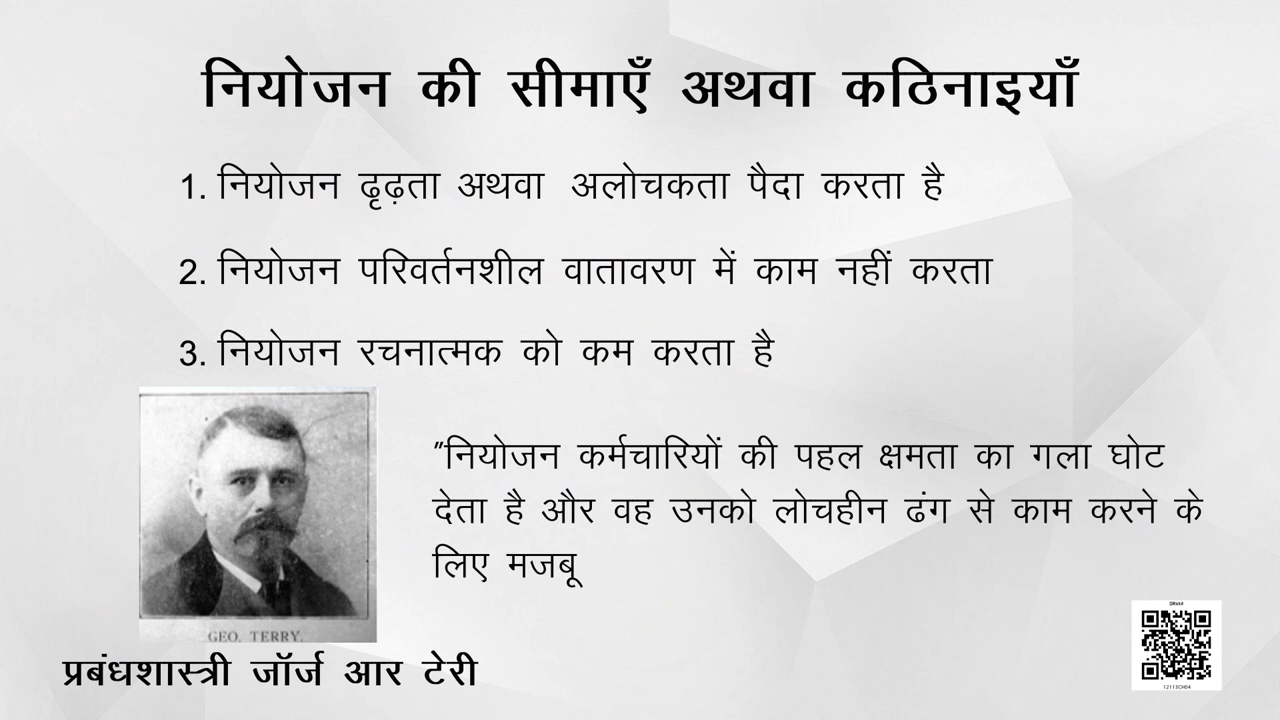 नियोजन की सीमाएँ अथवा कठिनाइयाँ
1. नियोजन ढृढ़ता अथवा अलोचकता पैदा करता है
2. नियोजन परिवर्तनशील वातावरण में काम नहीं करता
3. नियोजन रचनात्मक को कम करता है
"नियोजन कर्मचारियों की पहल क्षमता का गला घोट
देता है और वह उनको लोचहीन ढंग से काम करने के
लिए मजबू
GEO. TERRY.
प्रबंधशास्त्री जॉर्ज आर टेरी
12113CH04